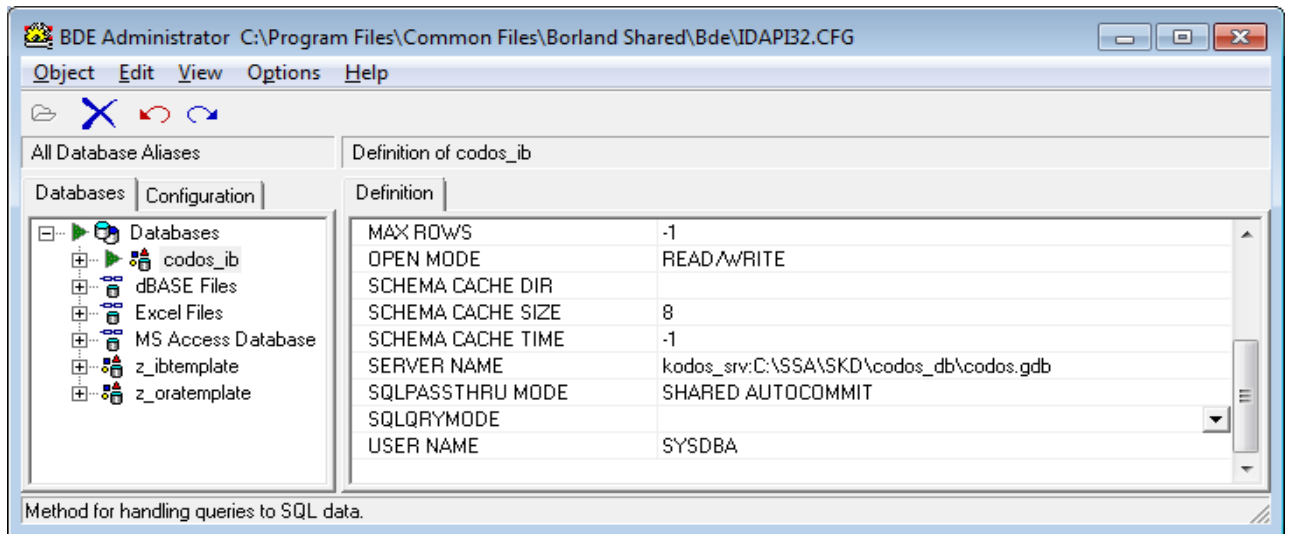 BDE Administrator C:\Program Files\Common Files\Borland Shared\Bde\IDAPI32.CFG
Object Edit View Options Help
All Database Aliases Definition of codos_ib
Databases Configuration Definition
Databases
codos_ib
dBASE Files
Excel Files
MS Access Database
z_ibtemplate
z_oratemplate
MAX ROWS -1
OPEN MODE READ/WRITE
SCHEMA CACHE DIR
SCHEMA CACHE SIZE 8
SCHEMA CACHE TIME -1
SERVER NAME kodos_srv:C:\SSA\SKD\codos_db\codos.gdb
SQLPASSTHRU MODE SHARED AUTOCOMMIT
SQLQRYMODE
USER NAME SYSDBA
Method for handling queries to SQL data.